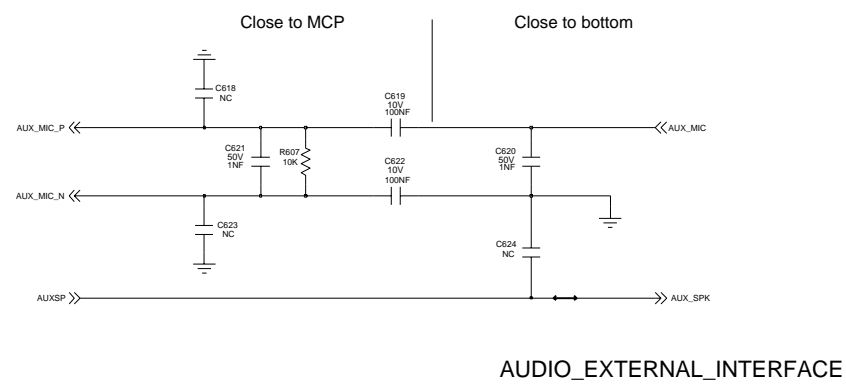 Close to MCP
Close to bottom
C618
NC
C619
10V
100NF
AUX_MIC_P
AUX_MIC
C621
50V
1NF
R607
10K
C622
10V
100NF
C620
50V
1NF
AUX_MIC_N
C623
NC
C624
NC
AUXSP
AUX_SPK
AUDIO_EXTERNAL_INTERFACE